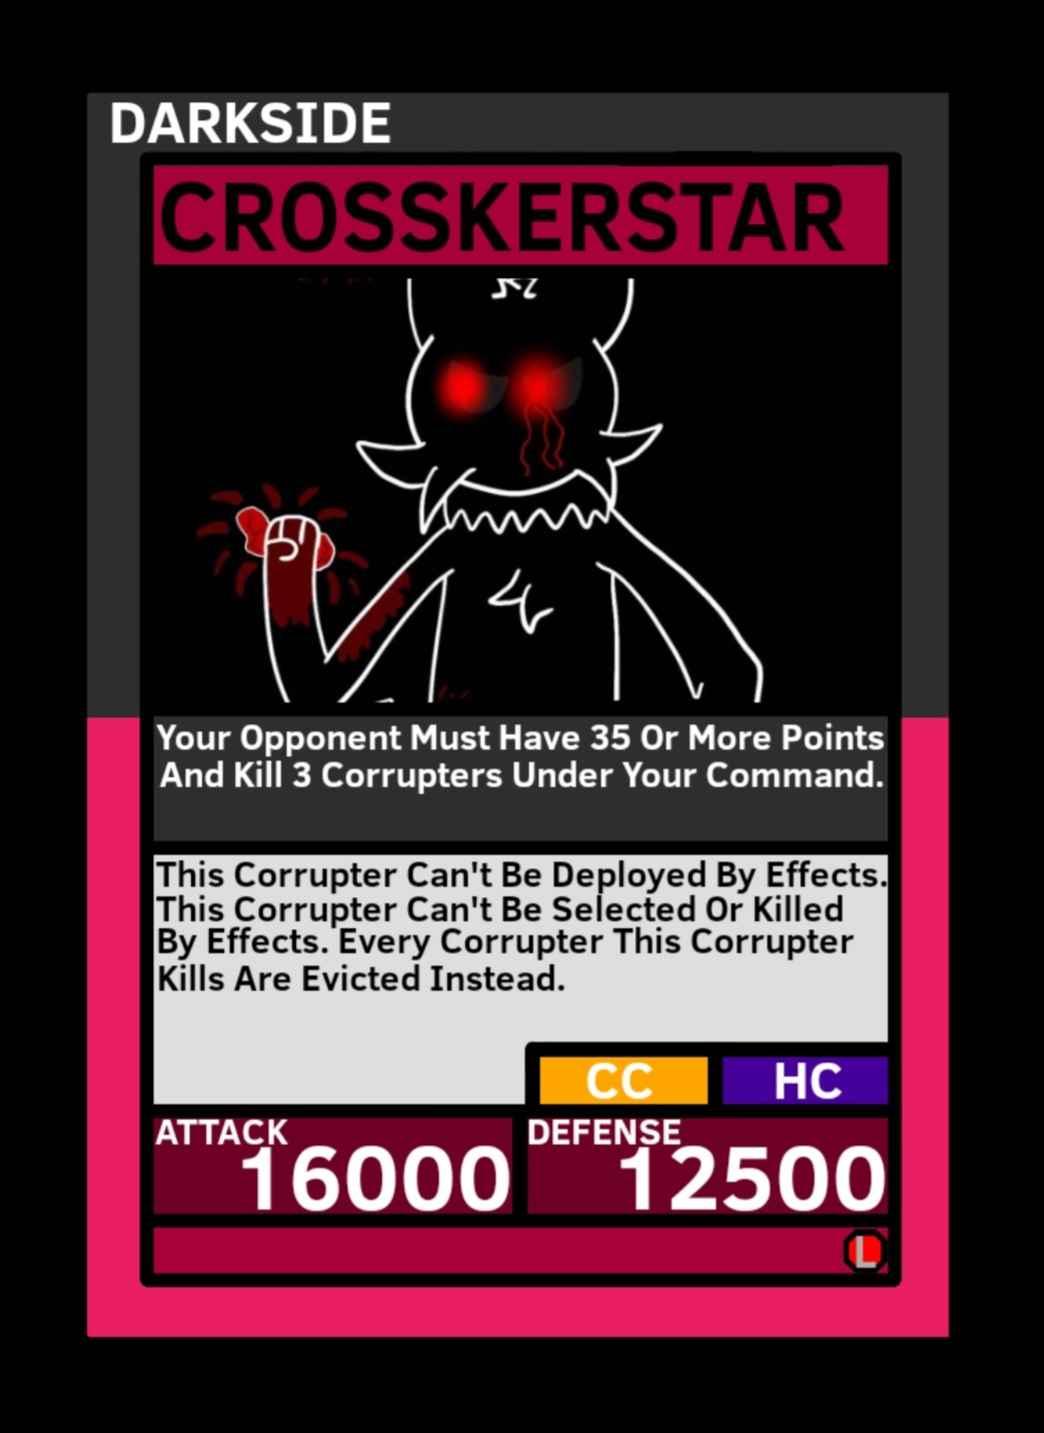 DARKSIDE
CROSSKERSTAR
Your Opponent Must Have 35 Or More Points
And Kill 3 Corrupters Under Your Command.
This Corrupter Can't Be Deployed By Effects.
This Corrupter Can't Be Selected Or Killed
By Effects. Every Corrupter This Corrupter
Kills Are Evicted Instead.
CC HC
ATTACK DEFENSE
16000 12500
L